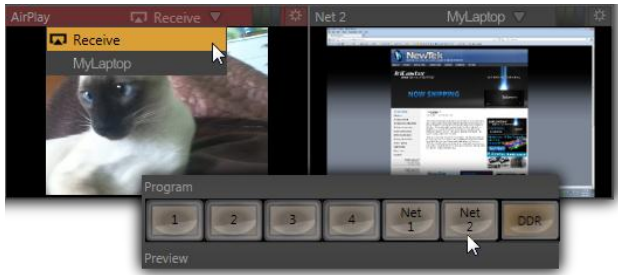 AirPlay Receive
Receive
MyLaptop
Net 2 MyLaptop
NewTek
TriCaster
NOW SHIPPING
Program
1 2 3 4 Net 1 Net 2 DDR
Preview